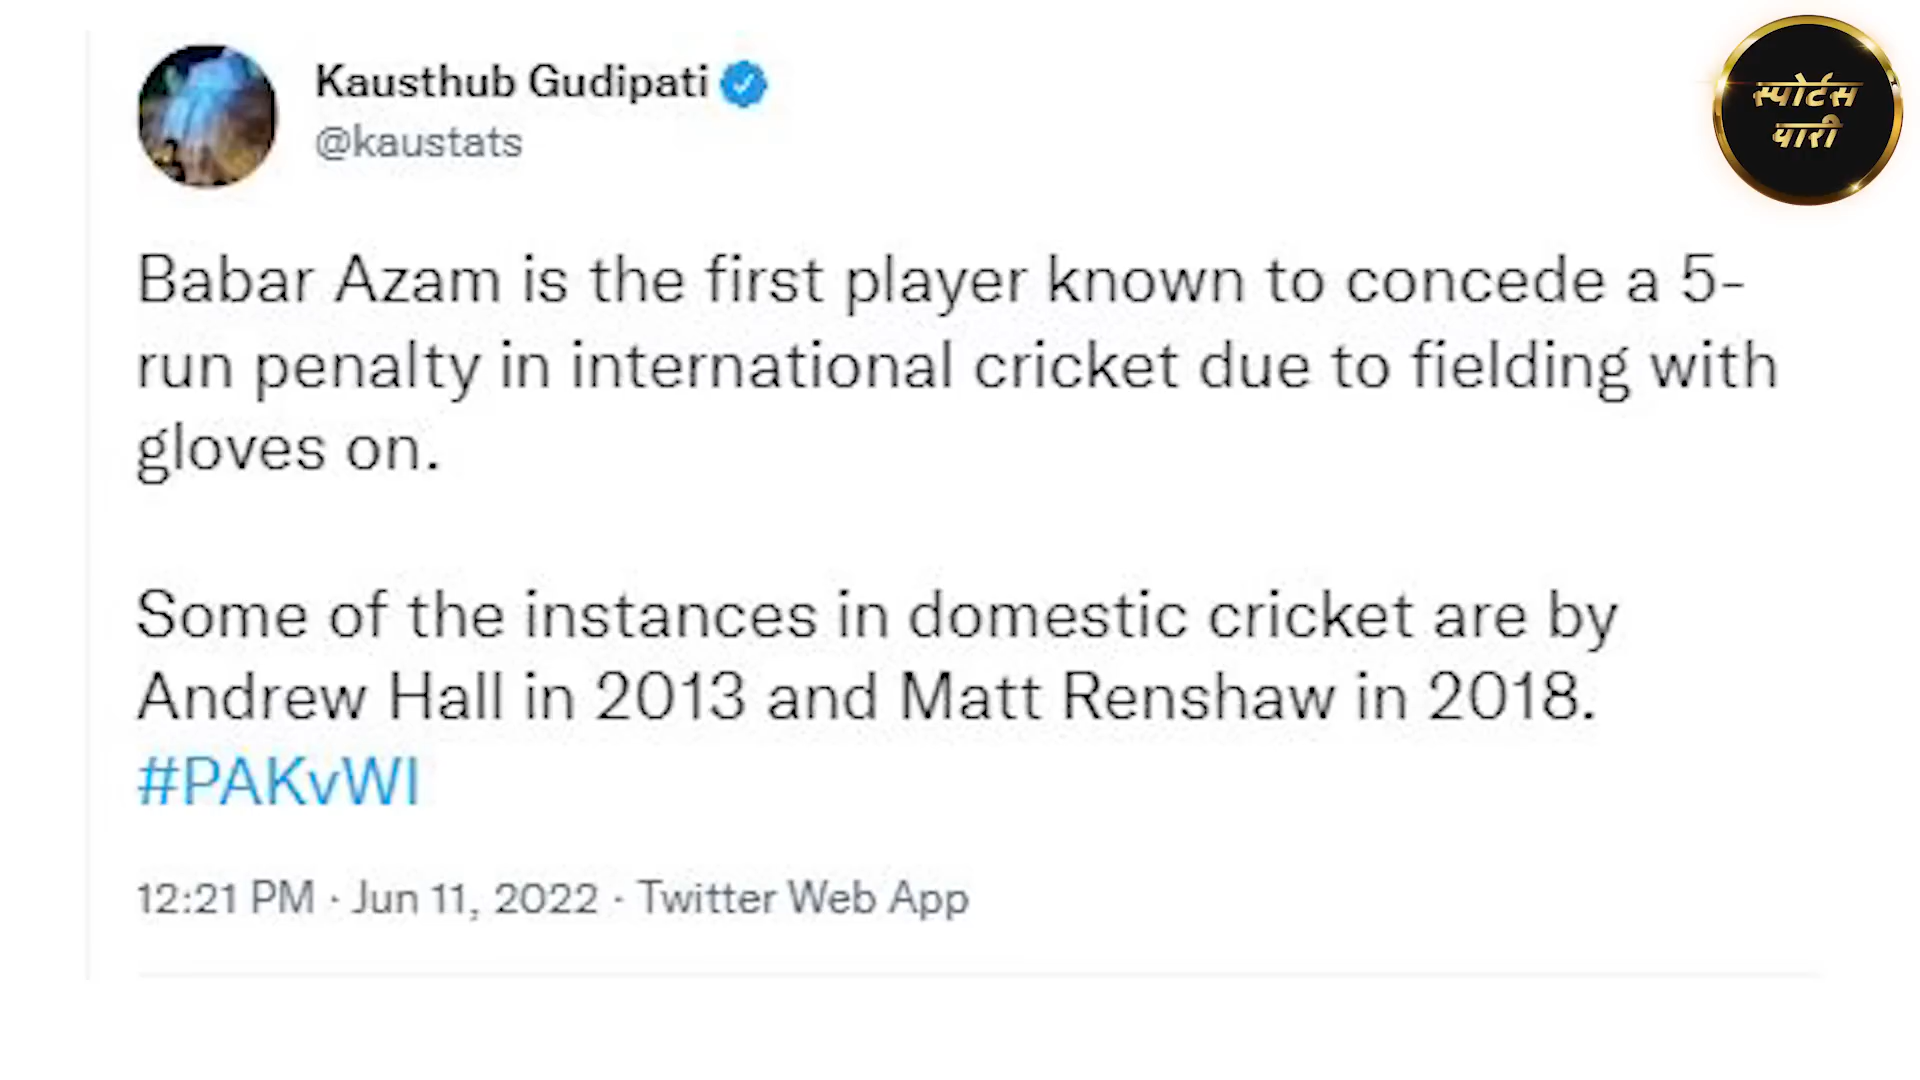 Kausthub Gudipati
@kaustats
स्पोर्टस
यारी
Babar Azam is the first player known to concede a 5-
run penalty in international cricket due to fielding with
gloves on.
Some of the instances in domestic cricket are by
Andrew Hall in 2013 and Matt Renshaw in 2018.
#PAKvWI
12:21 PM · Jun 11, 2022 · Twitter Web App